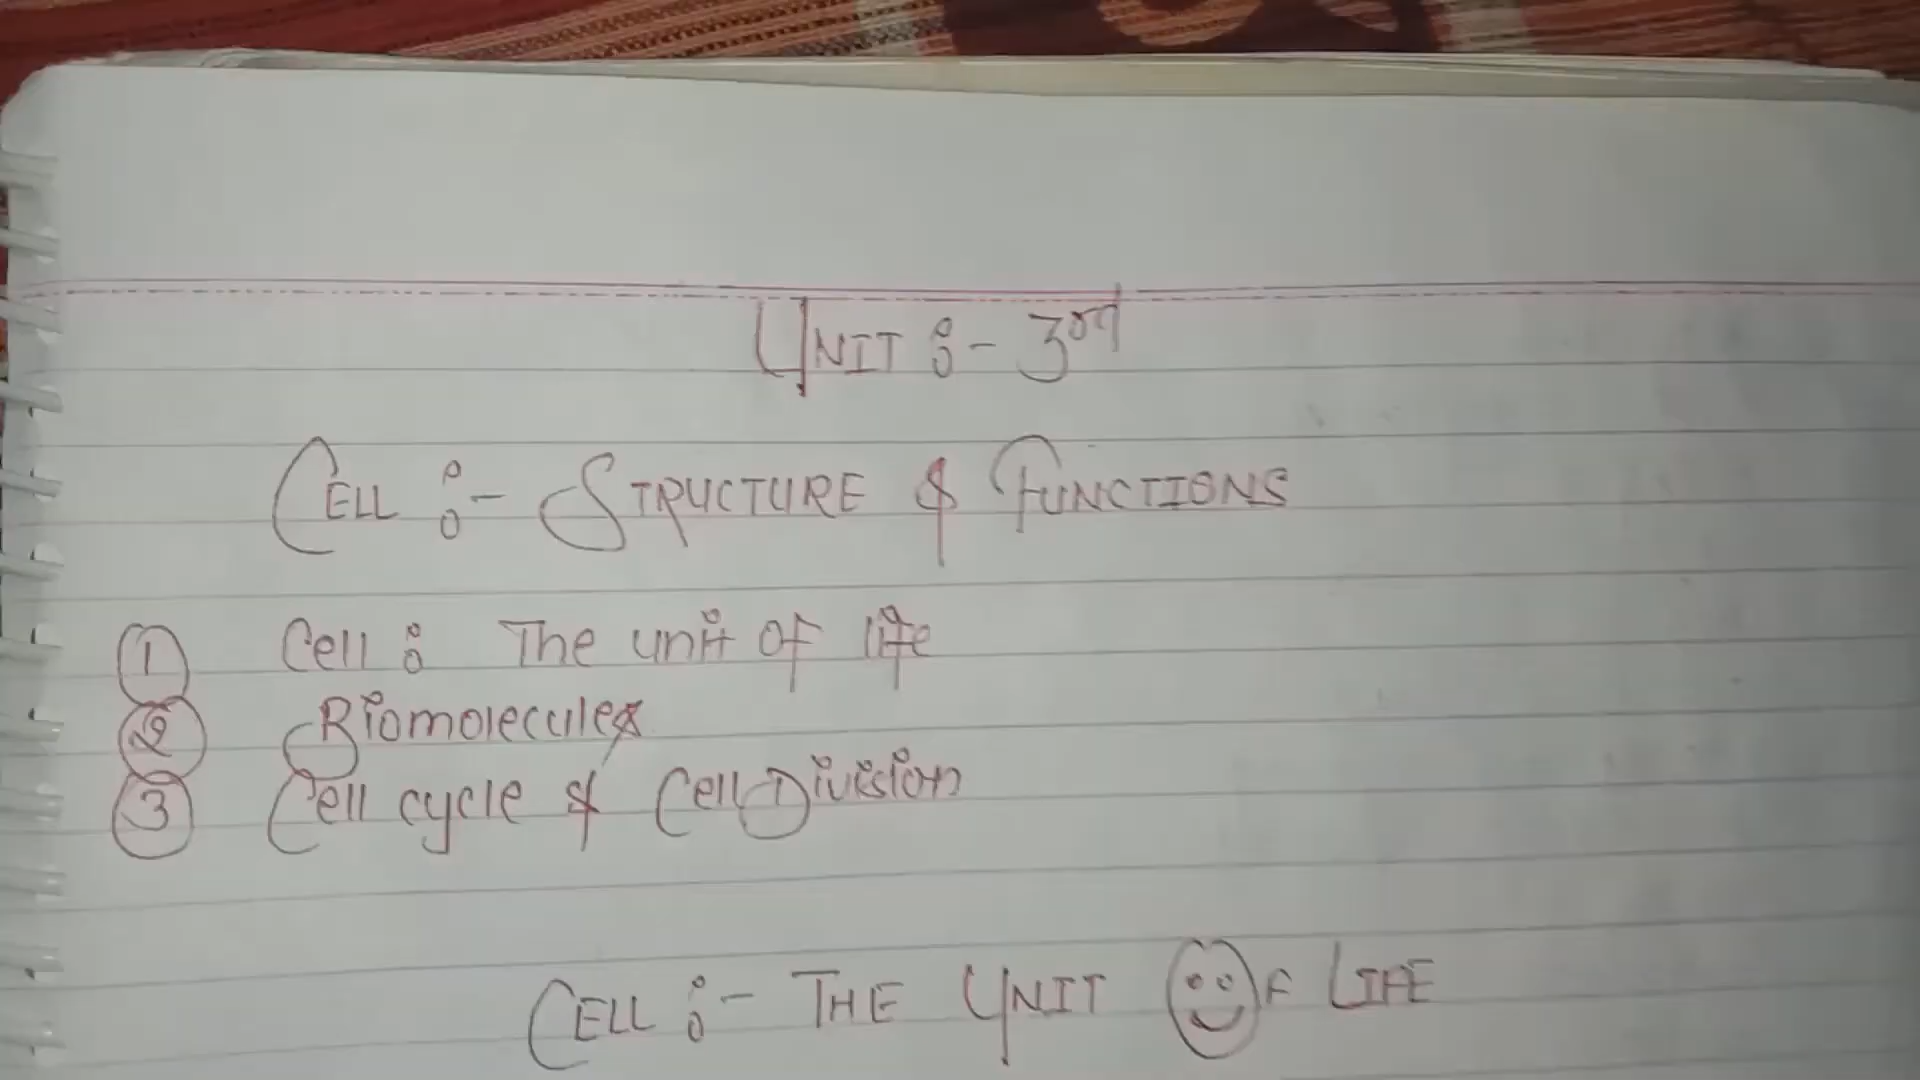 UNIT :- 3rd
CELL :- STRUCTURE & FUNCTIONS
1 Cell : The unit of life
2 Biomolecules
3 Cell cycle & Cell Division
CELL :- THE UNIT OF LIFE